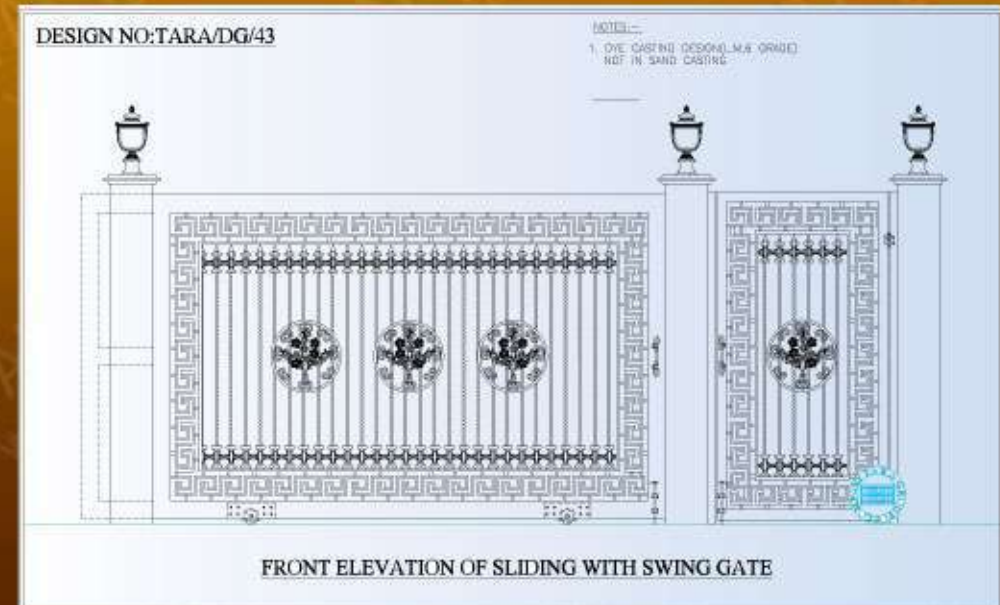 DESIGN NO:TARA/DG/43
NOTES:-
1. DYE CASTING DESIGN(L.M.6 GRADE)
NOT IN SAND CASTING
FRONT ELEVATION OF SLIDING WITH SWING GATE